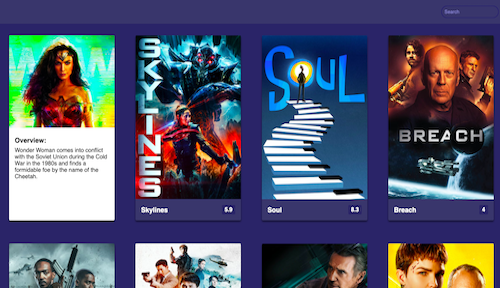 Search
WW
Overview:
Wonder Woman comes into conflict
with the Soviet Union during the Cold
War in the 1980s and finds a
formidable foe by the name of the
Cheetah.
SKYLINES
Skylines 5.9
SOUL
Soul 8.3
BREACH
Breach 4